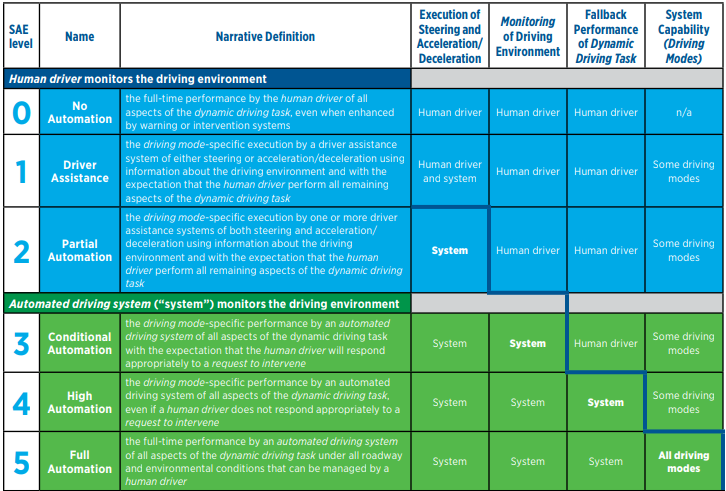 SAE level
Name
Narrative Definition
Execution of
Steering and
Acceleration/
Deceleration
Monitoring
of Driving
Environment
Fallback
Performance
of Dynamic
Driving Task
System
Capability
(Driving
Modes)
Human driver monitors the driving environment
0
No
Automation
the full-time performance by the human driver of all
aspects of the dynamic driving task, even when enhanced
by warning or intervention systems
Human driver
Human driver
Human driver
n/a
1
Driver
Assistance
the driving mode-specific execution by a driver assistance
system of either steering or acceleration/deceleration using
information about the driving environment and with the
expectation that the human driver perform all remaining
aspects of the dynamic driving task
Human driver
and system
Human driver
Human driver
Some driving
modes
2
Partial
Automation
the driving mode-specific execution by one or more driver
assistance systems of both steering and acceleration/
deceleration using information about the driving
environment and with the expectation that the human
driver perform all remaining aspects of the dynamic driving
task
System
Human driver
Human driver
Some driving
modes
Automated driving system (“system”) monitors the driving environment
3
Conditional
Automation
the driving mode-specific performance by an automated
driving system of all aspects of the dynamic driving task
with the expectation that the human driver will respond
appropriately to a request to intervene
System
System
Human driver
Some driving
modes
4
High
Automation
the driving mode-specific performance by an automated
driving system of all aspects of the dynamic driving task,
even if a human driver does not respond appropriately to a
request to intervene
System
System
System
Some driving
modes
5
Full
Automation
the full-time performance by an automated driving system
of all aspects of the dynamic driving task under all roadway
and environmental conditions that can be managed by a
human driver
System
System
System
All driving
modes